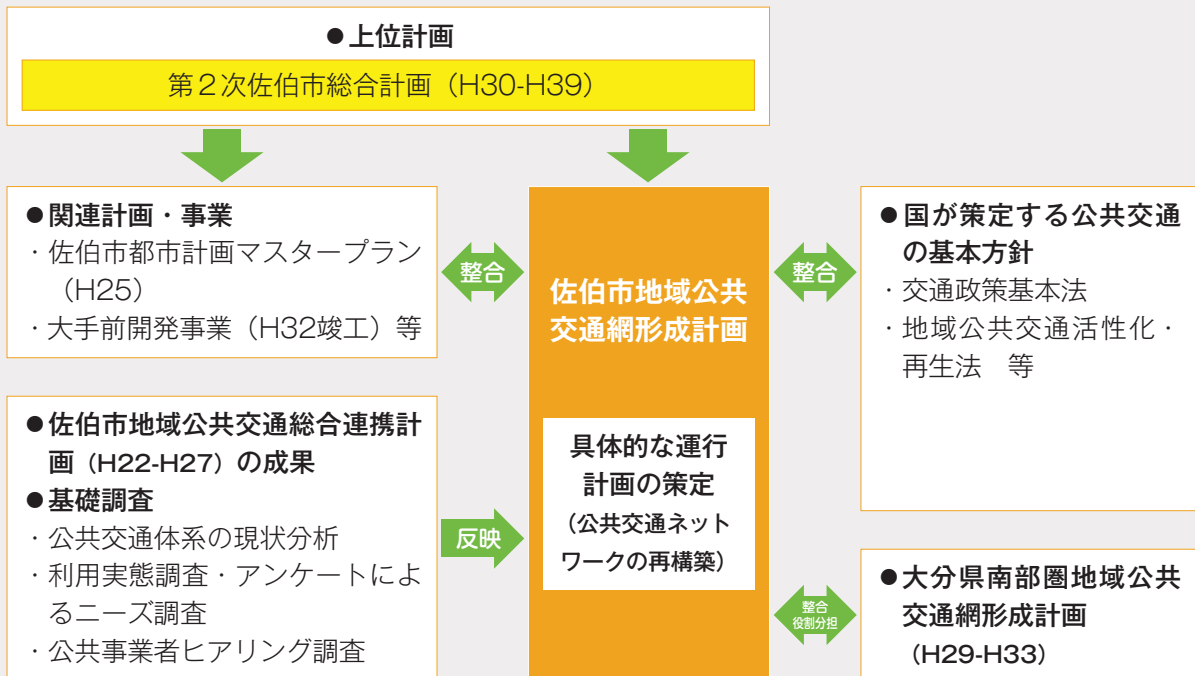 ●上位計画
第2次佐伯市総合計画（H30-H39）
●関連計画・事業
・佐伯市都市計画マスタープラン
（H25）
・大手前開発事業（H32竣工）等
整合
佐伯市地域公共
交通網形成計画
整合
●国が策定する公共交通
の基本方針
・交通政策基本法
・地域公共交通活性化・
再生法　等
●佐伯市地域公共交通総合連携計
画（H22-H27）の成果
●基礎調査
・公共交通体系の現状分析
・利用実態調査・アンケートによ
るニーズ調査
・公共事業者ヒアリング調査
反映
具体的な運行
計画の策定
（公共交通ネット
ワークの再構築）
整合
役割分担
●大分県南部圏地域公共
交通網形成計画
（H29-H33）